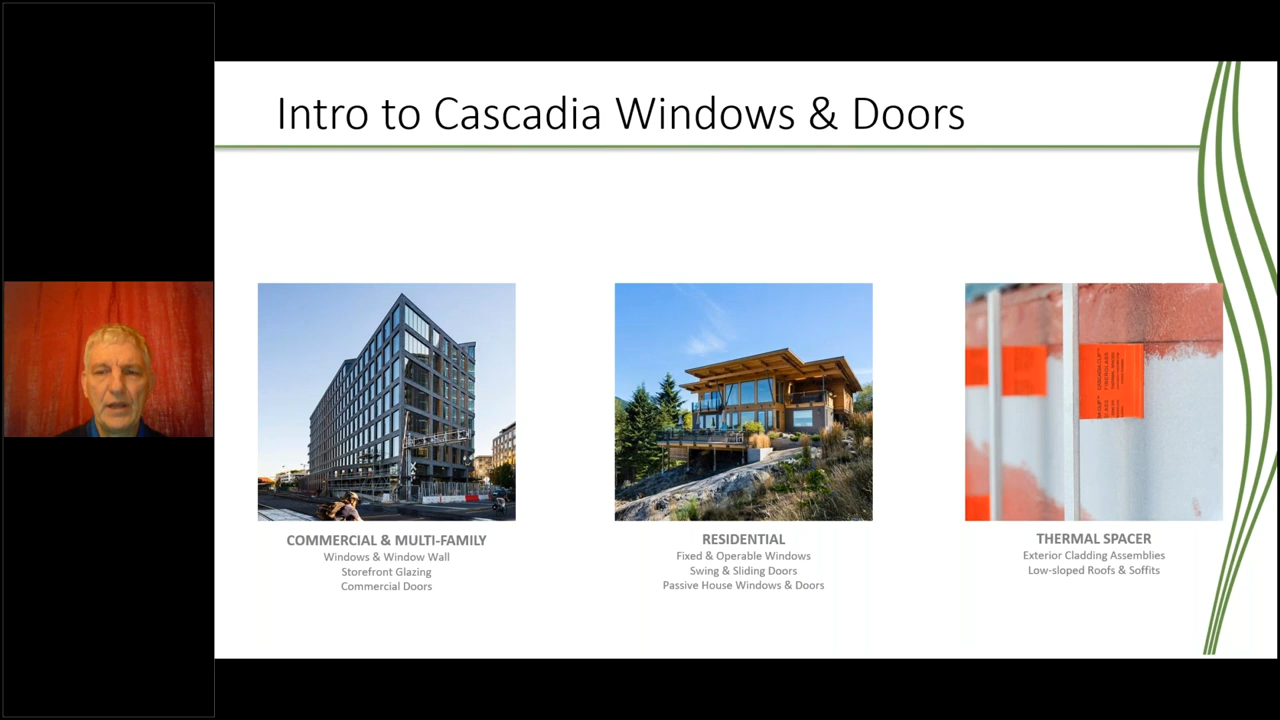 Intro to Cascadia Windows & Doors
COMMERCIAL & MULTI-FAMILY
Windows & Window Wall
Storefront Glazing
Commercial Doors
RESIDENTIAL
Fixed & Operable Windows
Swing & Sliding Doors
Passive House Windows & Doors
THERMAL SPACER
Exterior Cladding Assemblies
Low-sloped Roofs & Soffits